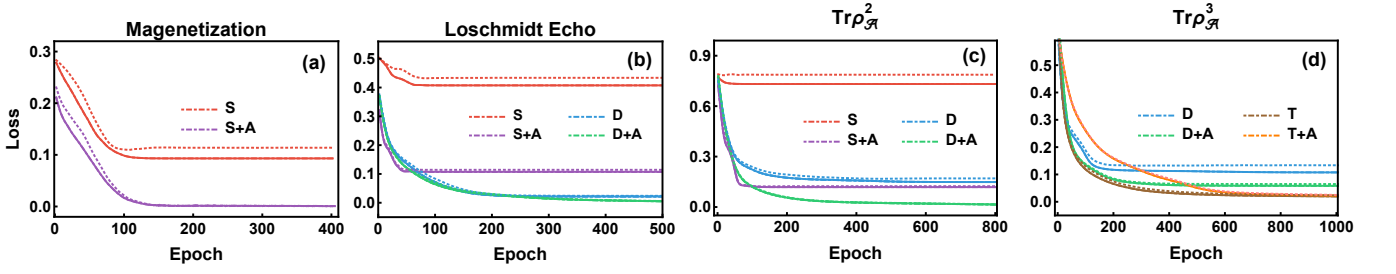 Magenetization
(a)
Loss
0.3
0.2
0.1
0.0
S
S+A
0 100 200 300 400
Epoch
Loschmidt Echo
(b)
0.5
0.4
0.3
0.2
0.1
0.0
S D
S+A D+A
0 100 200 300 400 500
Epoch
Trρ²_𝒜
(c)
0.9
0.6
0.3
0.0
S D
S+A D+A
0 200 400 600 800
Epoch
Trρ³_𝒜
(d)
0.5
0.4
0.3
0.2
0.1
0.0
D T
D+A T+A
0 200 400 600 800 1000
Epoch